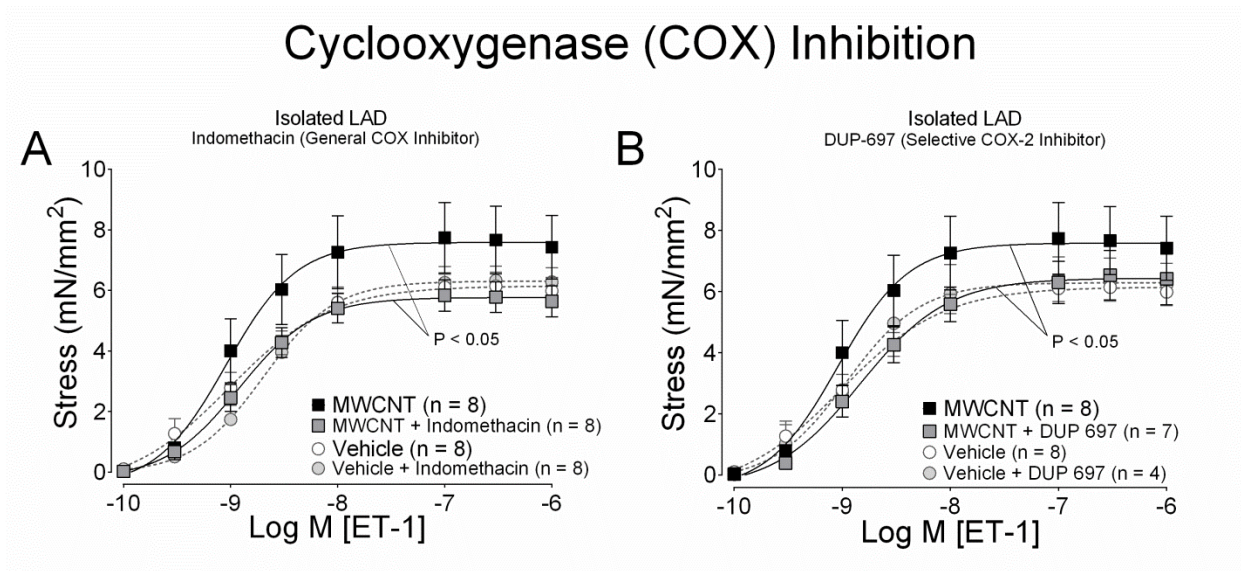 Cyclooxygenase (COX) Inhibition
A
Isolated LAD
Indomethacin (General COX Inhibitor)
Stress (mN/mm²)
10
8
6
4
2
0
P < 0.05
MWCNT (n = 8)
MWCNT + Indomethacin (n = 8)
Vehicle (n = 8)
Vehicle + Indomethacin (n = 8)
-10 -9 -8 -7 -6
Log M [ET-1]
B
Isolated LAD
DUP-697 (Selective COX-2 Inhibitor)
Stress (mN/mm²)
10
8
6
4
2
0
P < 0.05
MWCNT (n = 8)
MWCNT + DUP 697 (n = 7)
Vehicle (n = 8)
Vehicle + DUP 697 (n = 4)
-10 -9 -8 -7 -6
Log M [ET-1]